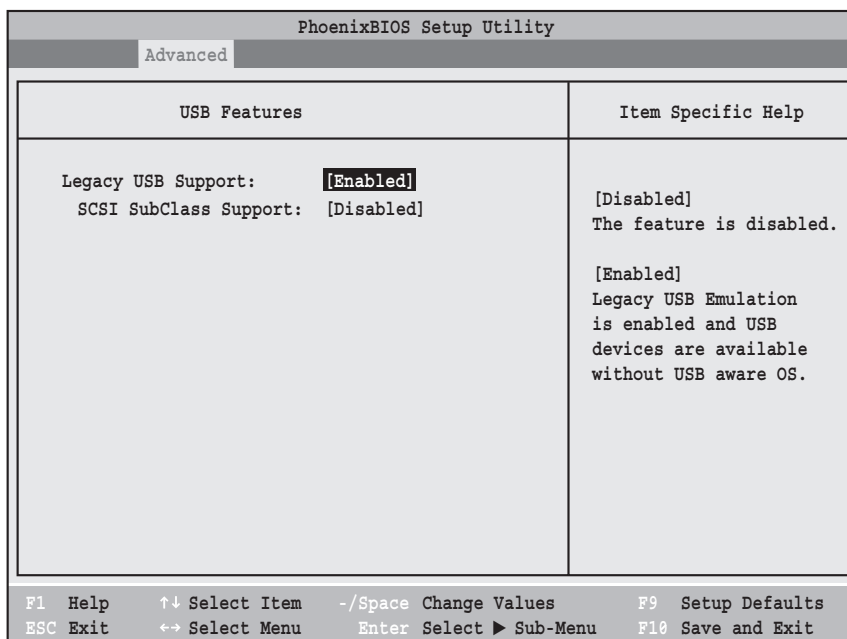 PhoenixBIOS Setup Utility
Advanced
USB Features
Item Specific Help
Legacy USB Support: [Enabled]
SCSI SubClass Support: [Disabled]
[Disabled]
The feature is disabled.
[Enabled]
Legacy USB Emulation
is enabled and USB
devices are available
without USB aware OS.
F1 Help ↑↓ Select Item -/Space Change Values F9 Setup Defaults
ESC Exit ←→ Select Menu Enter Select ▶ Sub-Menu F10 Save and Exit